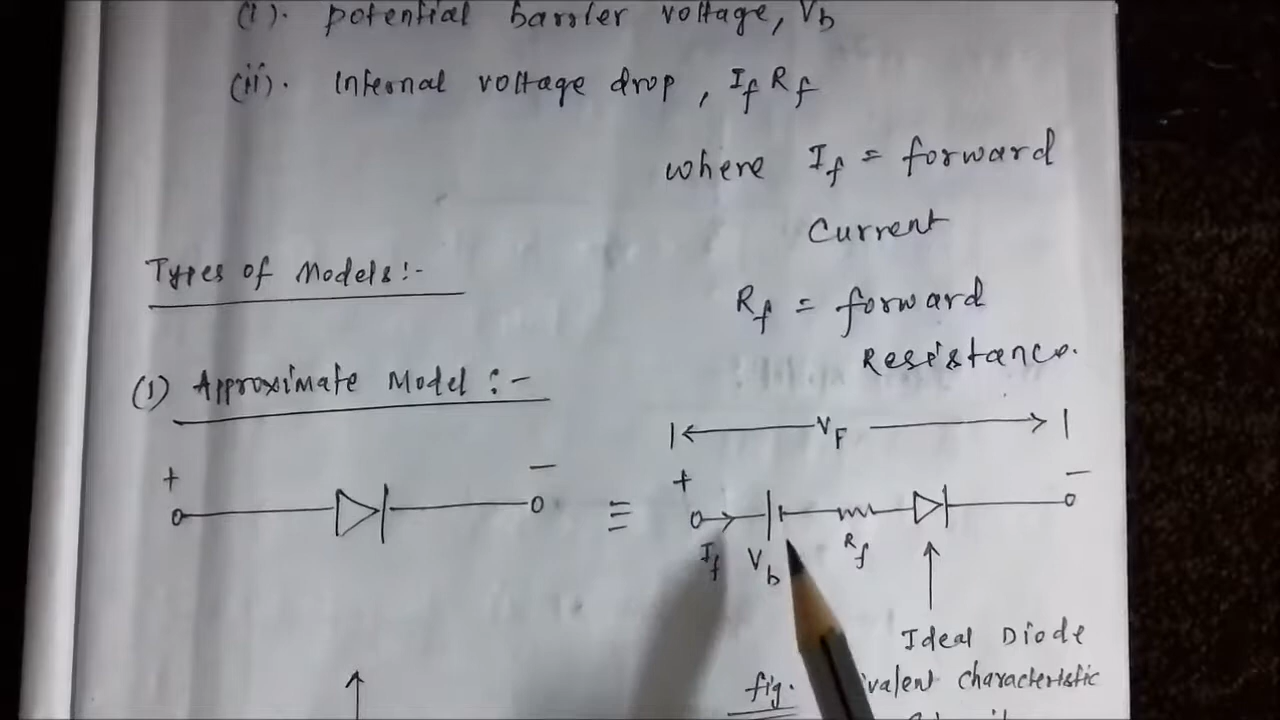 (i). potential barrier voltage, Vb
(ii). Internal voltage drop, If Rf
where If = forward
Current
Rf = forward
Resistance.
Types of Models:-
(1) Approximate Model :-
VF
+ −
≡
+ −
If Vb Rf
Ideal Diode
fig. characteristic